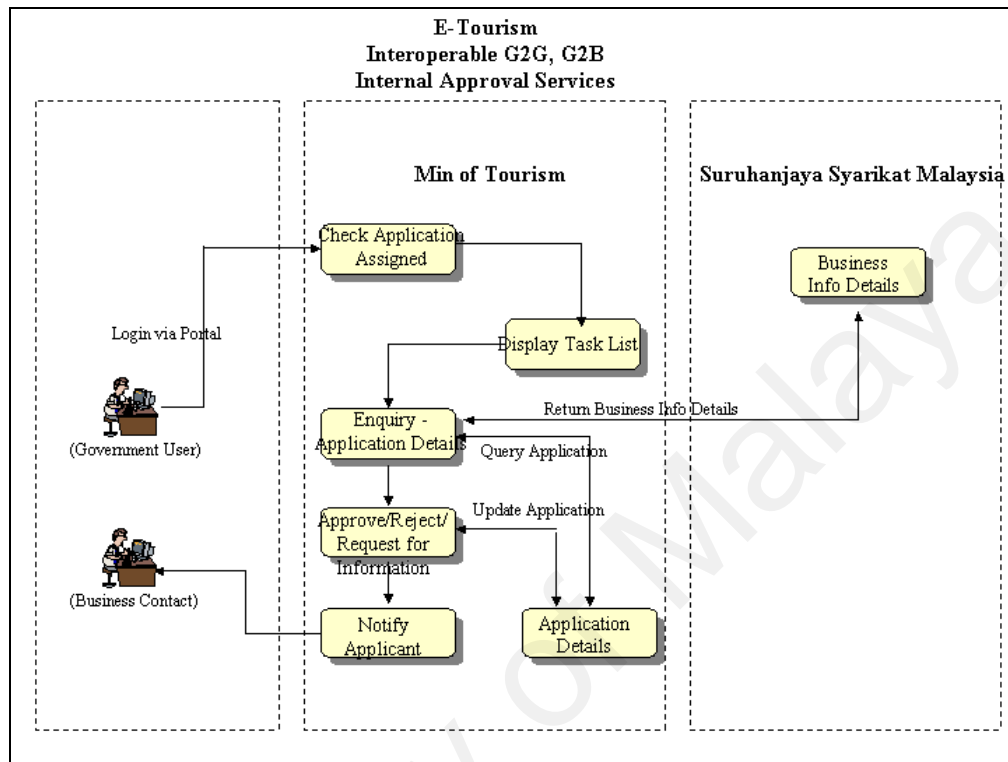 E-Tourism
Interoperable G2G, G2B
Internal Approval Services
Min of Tourism
Suruhanjaya Syarikat Malaysia
Check Application
Assigned
Business
Info Details
Login via Portal
Display Task List
(Government User)
Enquiry -
Application Details
Return Business Info Details
Query Application
Approve/Reject/
Request for
Information
Update Application
(Business Contact)
Notify
Applicant
Application
Details
y of Malaya